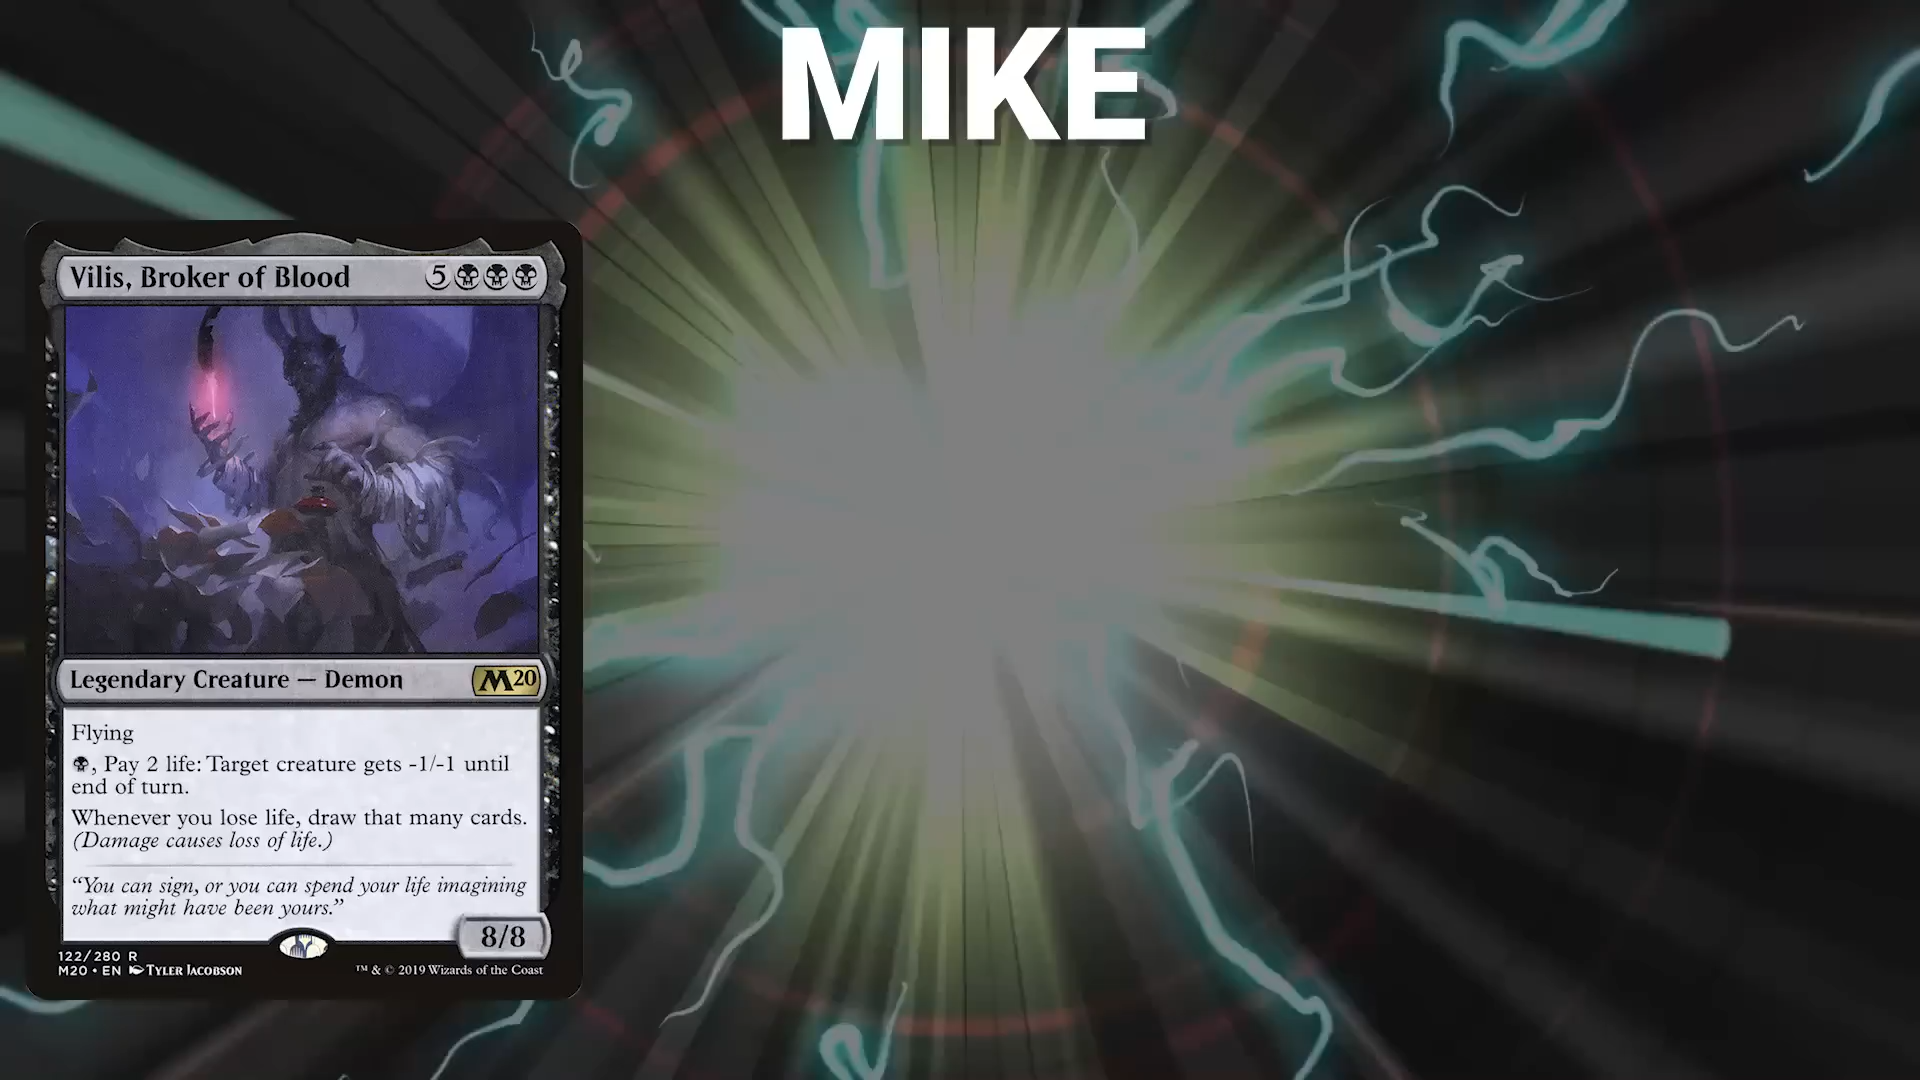 MIKE
Vilis, Broker of Blood 5
Legendary Creature — Demon M20
Flying
, Pay 2 life: Target creature gets -1/-1 until
end of turn.
Whenever you lose life, draw that many cards.
(Damage causes loss of life.)
“You can sign, or you can spend your life imagining
what might have been yours.”
8/8
122/280 R
M20 • EN Tyler Jacobson
™ & © 2019 Wizards of the Coast